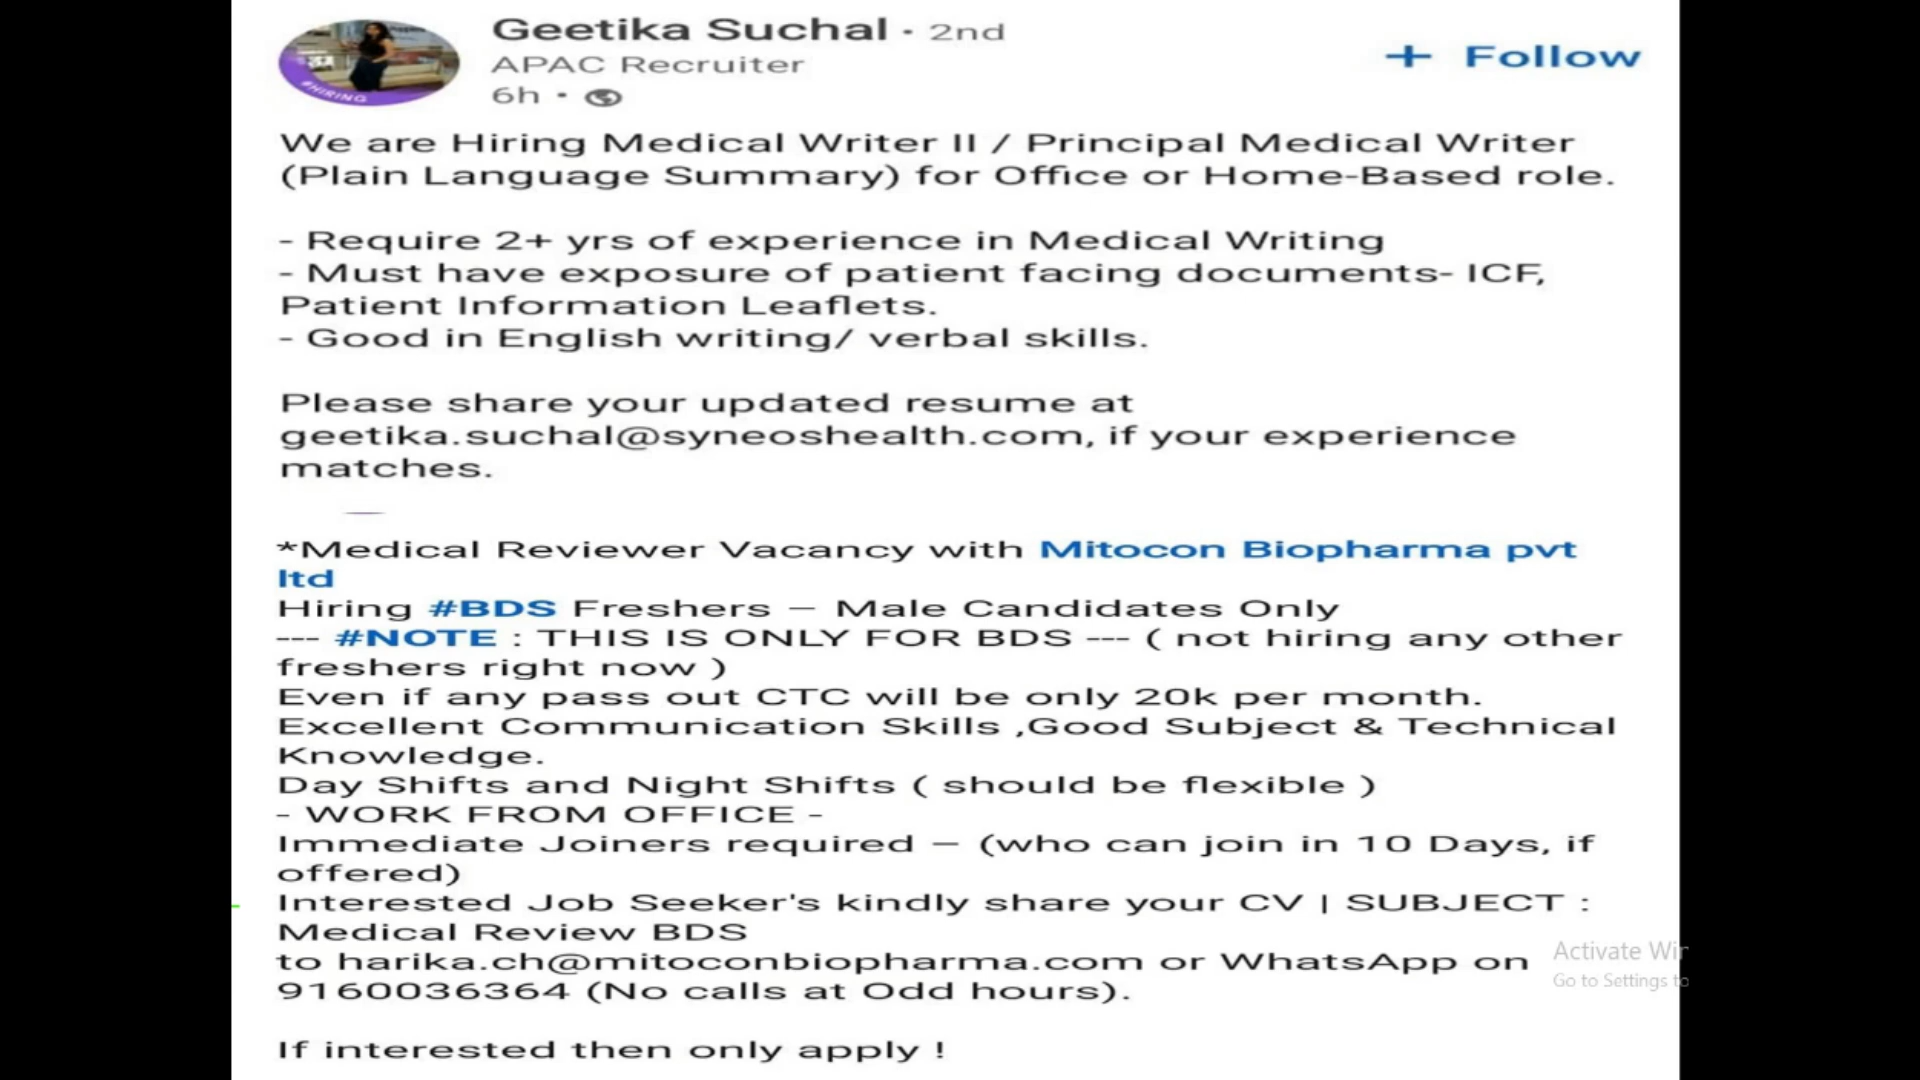 Geetika Suchal • 2nd
APAC Recruiter
6h •
+ Follow
#HIRING
We are Hiring Medical Writer II / Principal Medical Writer
(Plain Language Summary) for Office or Home-Based role.
- Require 2+ yrs of experience in Medical Writing
- Must have exposure of patient facing documents- ICF,
Patient Information Leaflets.
- Good in English writing/ verbal skills.
Please share your updated resume at
geetika.suchal@syneoshealth.com, if your experience
matches.
*Medical Reviewer Vacancy with Mitocon Biopharma pvt
ltd
Hiring #BDS Freshers – Male Candidates Only
--- #NOTE : THIS IS ONLY FOR BDS --- ( not hiring any other
freshers right now )
Even if any pass out CTC will be only 20k per month.
Excellent Communication Skills ,Good Subject & Technical
Knowledge.
Day Shifts and Night Shifts ( should be flexible )
- WORK FROM OFFICE -
Immediate Joiners required – (who can join in 10 Days, if
offered)
Interested Job Seeker's kindly share your CV | SUBJECT :
Medical Review BDS
to harika.ch@mitoconbiopharma.com or WhatsApp on
9160036364 (No calls at Odd hours).
If interested then only apply !
Activate Wir
Go to Settings to